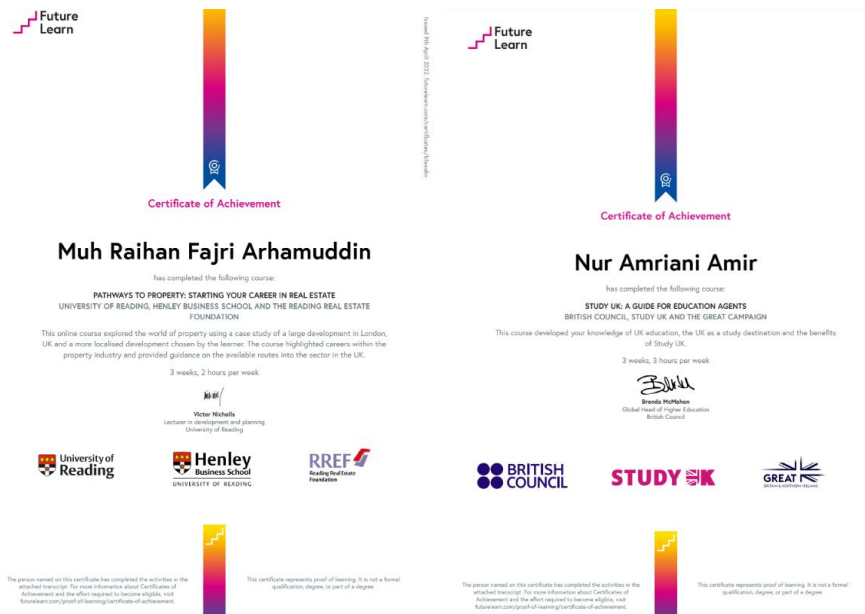 Future
Learn
Certificate of Achievement
Muh Raihan Fajri Arhamuddin
has completed the following course:
PATHWAYS TO PROPERTY: STARTING YOUR CAREER IN REAL ESTATE
UNIVERSITY OF READING, HENLEY BUSINESS SCHOOL AND THE READING REAL ESTATE
FOUNDATION
This online course explored the world of property using a case study of a large development in London,
UK and a more localised development chosen by the learner. The course highlighted careers within the
property industry and provided guidance on the available routes into the sector in the UK.
3 weeks, 2 hours per week
Victor Nicholls
Lecturer in development and planning
University of Reading
University of
Reading
Henley
Business School
UNIVERSITY OF READING
RREF
Reading Real Estate
Foundation
The person named on this certificate has completed the activities in the
attached transcript. For more information about Certificates of
Achievement and the effort required to become eligible, visit
futurelearn.com/proof-of-learning/certificate-of-achievement.
This certificate represents proof of learning. It is not a formal
qualification, degree, or part of a degree.
Issued 9th April 2022. futurelearn.com/certificates/
Future
Learn
Certificate of Achievement
Nur Amriani Amir
has completed the following course:
STUDY UK: A GUIDE FOR EDUCATION AGENTS
BRITISH COUNCIL, STUDY UK AND THE GREAT CAMPAIGN
This course developed your knowledge of UK education, the UK as a study destination and the benefits
of Study UK.
3 weeks, 3 hours per week
Brenda McMahon
Global Head of Higher Education
British Council
BRITISH
COUNCIL
STUDY UK
GREAT
BRITAIN & NORTHERN IRELAND
The person named on this certificate has completed the activities in the
attached transcript. For more information about Certificates of
Achievement and the effort required to become eligible, visit
futurelearn.com/proof-of-learning/certificate-of-achievement.
This certificate represents proof of learning. It is not a formal
qualification, degree, or part of a degree.